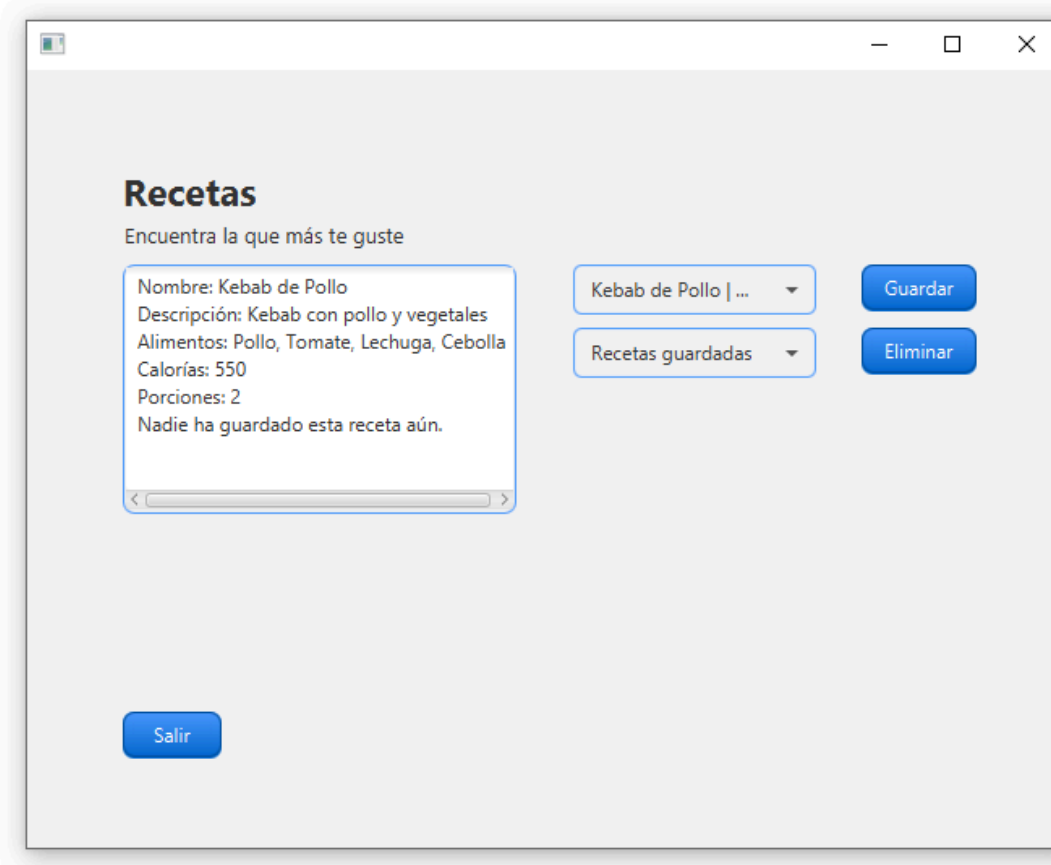 Recetas
Encuentra la que más te guste
Nombre: Kebab de Pollo
Descripción: Kebab con pollo y vegetales
Alimentos: Pollo, Tomate, Lechuga, Cebolla
Calorías: 550
Porciones: 2
Nadie ha guardado esta receta aún.
Kebab de Pollo | ...
Guardar
Recetas guardadas
Eliminar
Salir